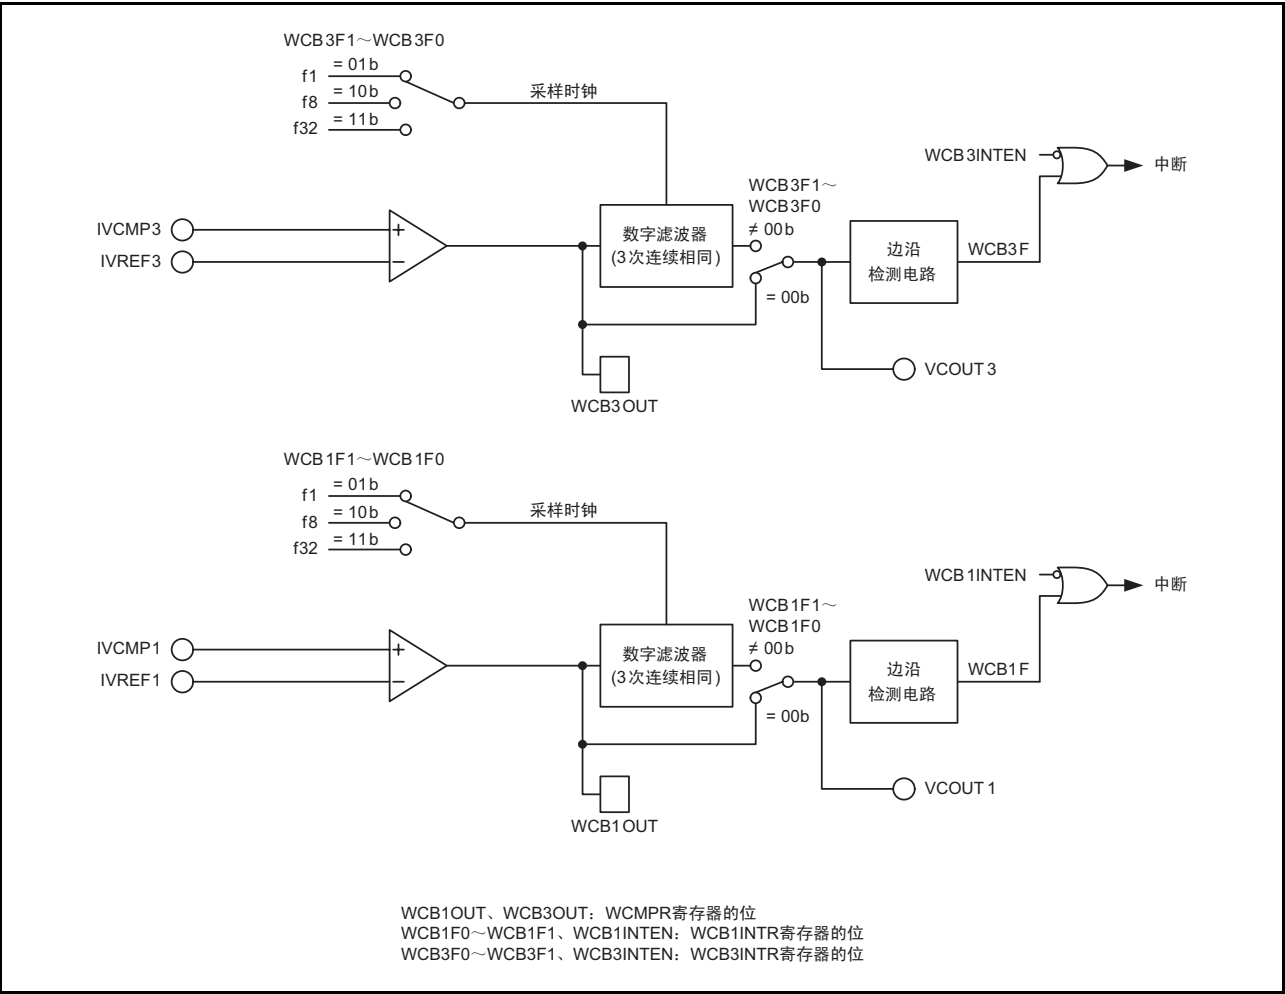 WCB3F1～WCB3F0
f1 = 01b
f8 = 10b
f32 = 11b
采样时钟
WCB3INTEN
中断
WCB3F1～
WCB3F0
≠ 00b
IVCMP3
+
IVREF3
−
数字滤波器
(3次连续相同)
边沿
检测电路
WCB3F
= 00b
VCOUT3
WCB3OUT
WCB1F1～WCB1F0
f1 = 01b
f8 = 10b
f32 = 11b
采样时钟
WCB1INTEN
中断
WCB1F1～
WCB1F0
≠ 00b
IVCMP1
+
IVREF1
−
数字滤波器
(3次连续相同)
边沿
检测电路
WCB1F
= 00b
VCOUT1
WCB1OUT
WCB1OUT、WCB3OUT：WCMPR寄存器的位
WCB1F0～WCB1F1、WCB1INTEN：WCB1INTR寄存器的位
WCB3F0～WCB3F1、WCB3INTEN：WCB3INTR寄存器的位